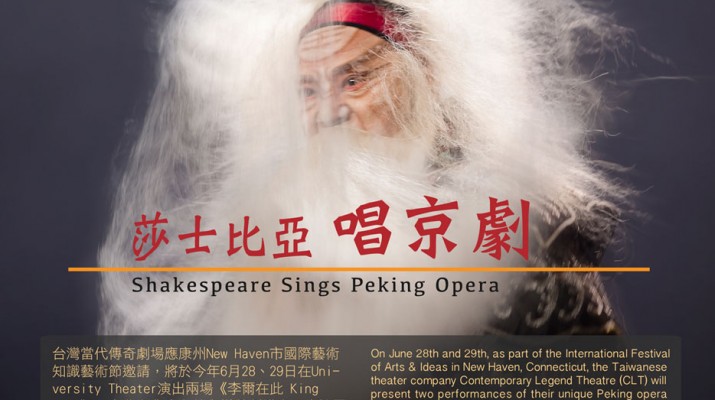 莎士比亞 唱京劇
Shakespeare Sings Peking Opera
台灣當代傳奇劇場應康州New Haven市國際藝術
知識藝術節邀請，將於今年6月28、29日在Uni-
versity Theater演出兩場《李爾在此 King
On June 28th and 29th, as part of the International Festival
of Arts & Ideas in New Haven, Connecticut, the Taiwanese
theater company Contemporary Legend Theatre (CLT) will
present two performances of their unique Peking opera